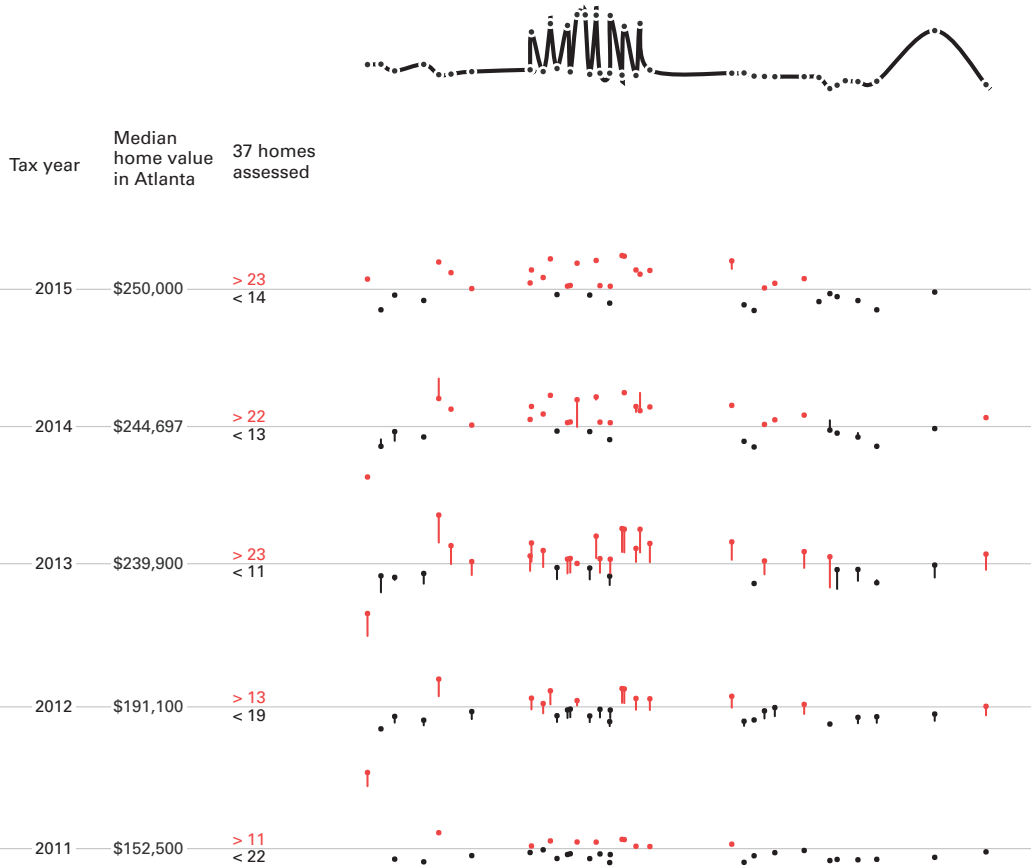 Tax year
Median
home value
in Atlanta
37 homes
assessed
2015 $250,000 > 23
< 14
2014 $244,697 > 22
< 13
2013 $239,900 > 23
< 11
2012 $191,100 > 13
< 19
2011 $152,500 > 11
< 22